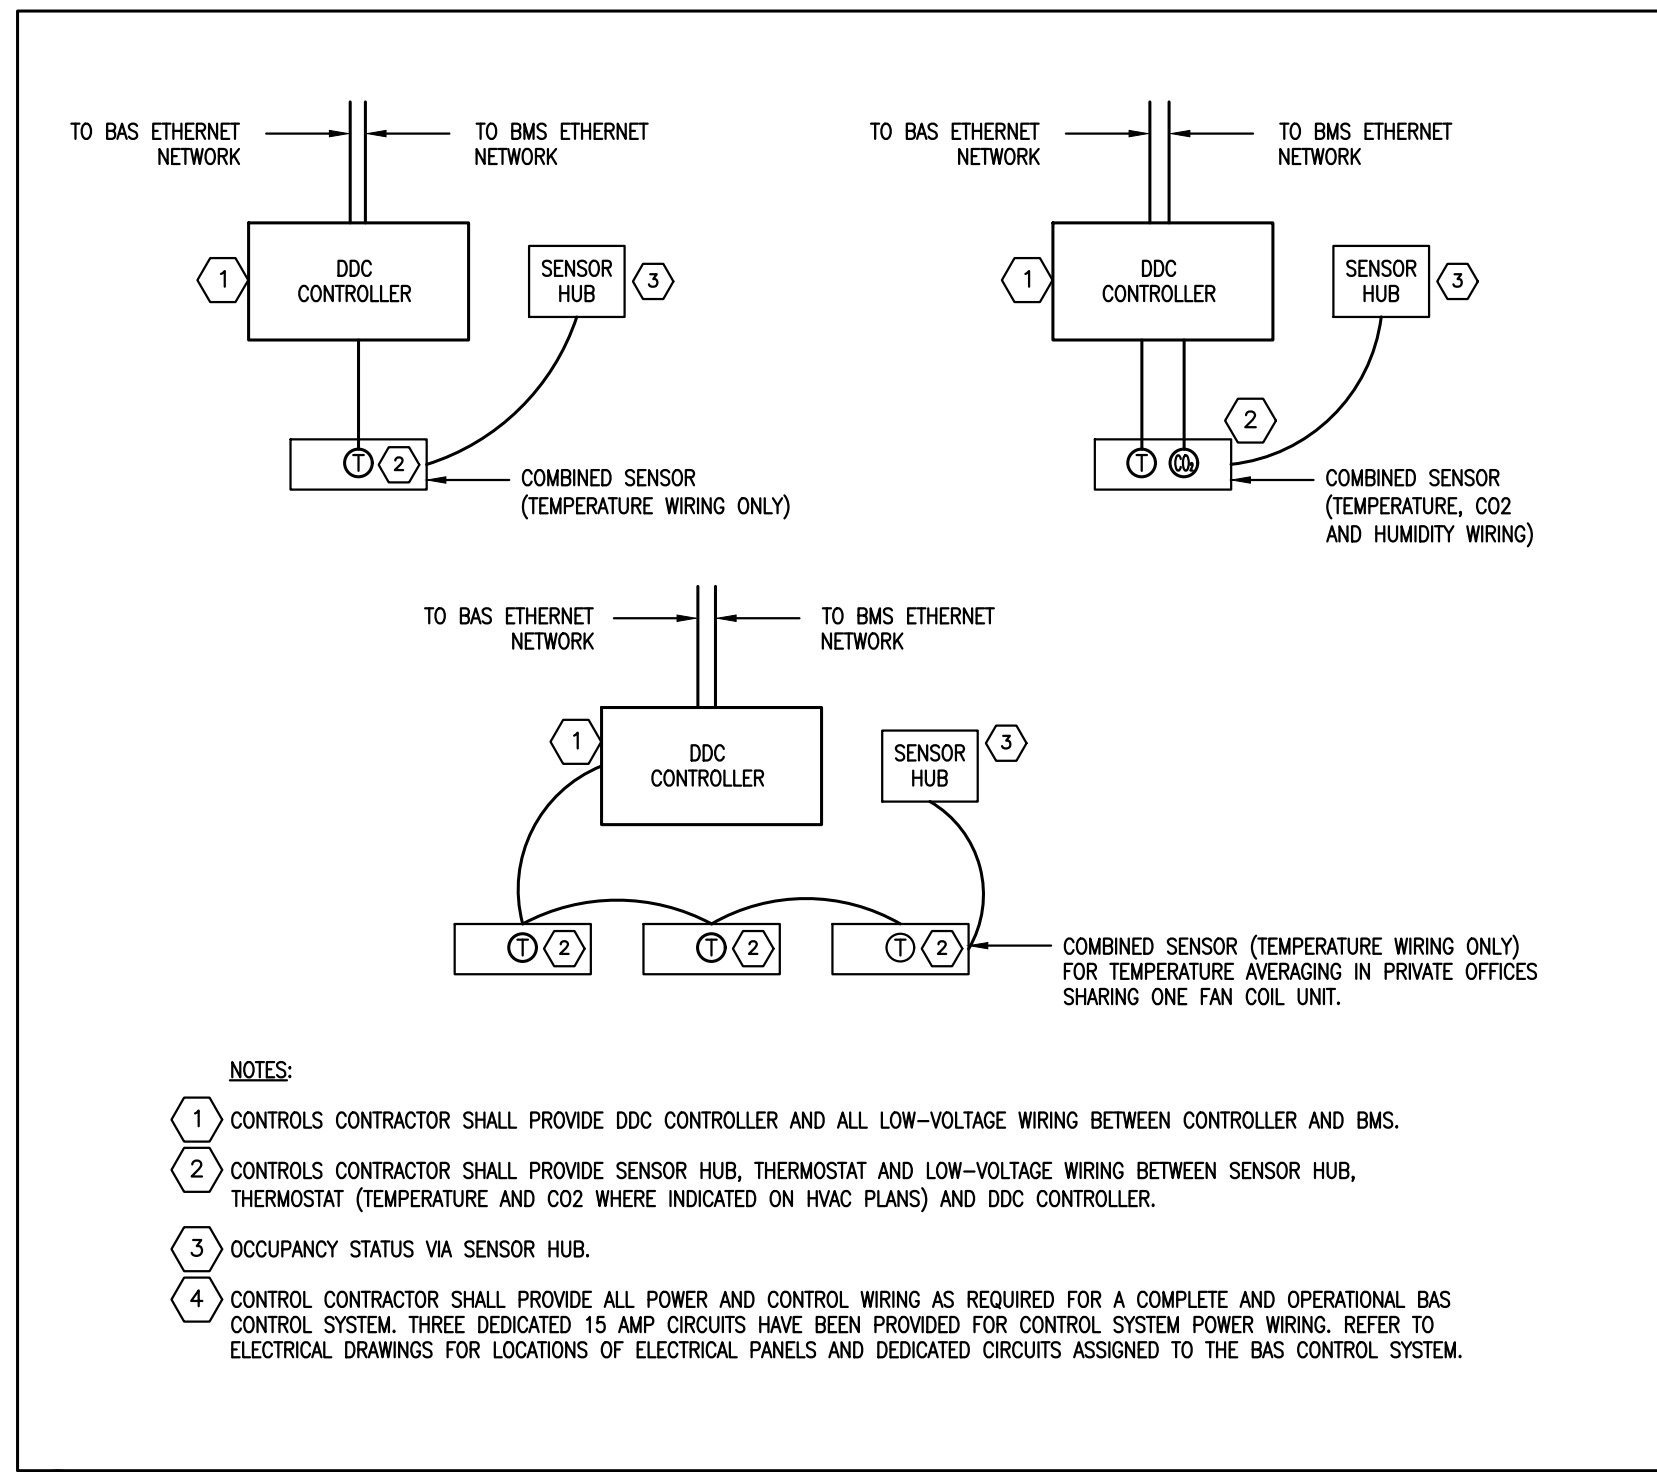 TO BAS ETHERNET
NETWORK
TO BMS ETHERNET
NETWORK
1
DDC
CONTROLLER
SENSOR
HUB
3
T
2
COMBINED SENSOR
(TEMPERATURE WIRING ONLY)
TO BAS ETHERNET
NETWORK
TO BMS ETHERNET
NETWORK
1
DDC
CONTROLLER
SENSOR
HUB
3
2
T
CO₂
COMBINED SENSOR
(TEMPERATURE, CO2
AND HUMIDITY WIRING)
TO BAS ETHERNET
NETWORK
TO BMS ETHERNET
NETWORK
1
DDC
CONTROLLER
SENSOR
HUB
3
T 2
T 2
T 2
COMBINED SENSOR (TEMPERATURE WIRING ONLY)
FOR TEMPERATURE AVERAGING IN PRIVATE OFFICES
SHARING ONE FAN COIL UNIT.
NOTES:
1 CONTROLS CONTRACTOR SHALL PROVIDE DDC CONTROLLER AND ALL LOW-VOLTAGE WIRING BETWEEN CONTROLLER AND BMS.
2 CONTROLS CONTRACTOR SHALL PROVIDE SENSOR HUB, THERMOSTAT AND LOW-VOLTAGE WIRING BETWEEN SENSOR HUB,
THERMOSTAT (TEMPERATURE AND CO2 WHERE INDICATED ON HVAC PLANS) AND DDC CONTROLLER.
3 OCCUPANCY STATUS VIA SENSOR HUB.
4 CONTROL CONTRACTOR SHALL PROVIDE ALL POWER AND CONTROL WIRING AS REQUIRED FOR A COMPLETE AND OPERATIONAL BAS
CONTROL SYSTEM. THREE DEDICATED 15 AMP CIRCUITS HAVE BEEN PROVIDED FOR CONTROL SYSTEM POWER WIRING. REFER TO
ELECTRICAL DRAWINGS FOR LOCATIONS OF ELECTRICAL PANELS AND DEDICATED CIRCUITS ASSIGNED TO THE BAS CONTROL SYSTEM.